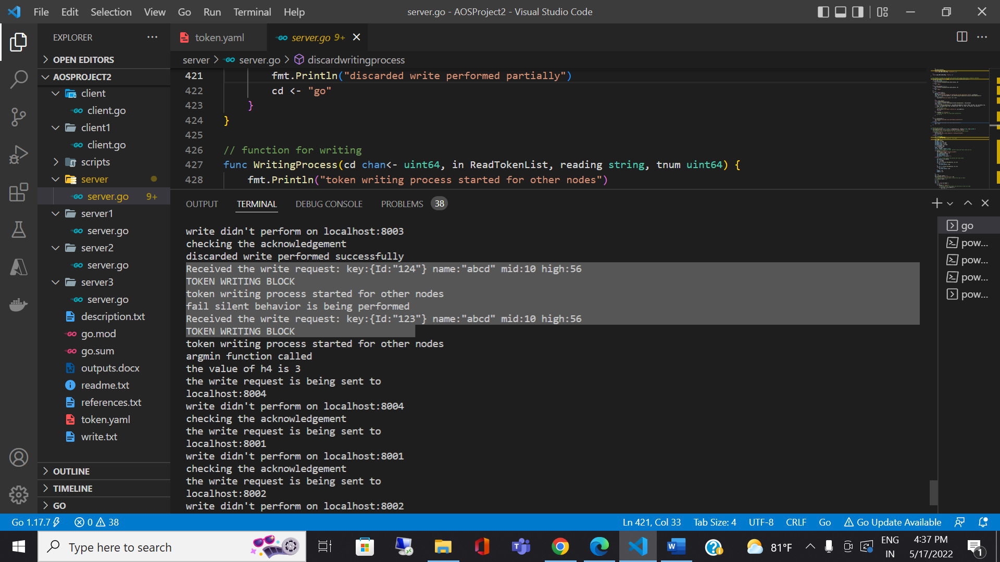 File Edit Selection View Go Run Terminal Help
server.go - AOSProject2 - Visual Studio Code
EXPLORER
OPEN EDITORS
AOSPROJECT2
client
client.go
client1
client.go
scripts
server
server.go 9+
server1
server.go
server2
server.go
server3
server.go
description.txt
go.mod
go.sum
outputs.docx
readme.txt
references.txt
token.yaml
write.txt
OUTLINE
TIMELINE
GO
token.yaml
server.go 9+
server > server.go > discardwritingprocess
421 fmt.Println("discarded write performed partially")
422 cd <- "go"
423 }
424 }
425
426 // function for writing
427 func WritingProcess(cd chan<- uint64, in ReadTokenList, reading string, tnum uint64) {
428 fmt.Println("token writing process started for other nodes")
OUTPUT TERMINAL DEBUG CONSOLE PROBLEMS 38
write didn't perform on localhost:8003
checking the acknowledgement
discarded write performed successfully
Received the write request: key:{Id:"124"} name:"abcd" mid:10 high:56
TOKEN WRITING BLOCK
token writing process started for other nodes
fail silent behavior is being performed
Received the write request: key:{Id:"123"} name:"abcd" mid:10 high:56
TOKEN WRITING BLOCK
token writing process started for other nodes
argmin function called
the value of h4 is 3
the write request is being sent to
localhost:8004
write didn't perform on localhost:8004
checking the acknowledgement
the write request is being sent to
localhost:8001
write didn't perform on localhost:8001
checking the acknowledgement
the write request is being sent to
localhost:8002
write didn't perform on localhost:8002
go
pow...
pow...
pow...
pow...
Go 1.17.7 0 38
Ln 421, Col 33 Tab Size: 4 UTF-8 CRLF Go Go Update Available
Type here to search
81°F
ENG
IN
4:37 PM
5/17/2022
1